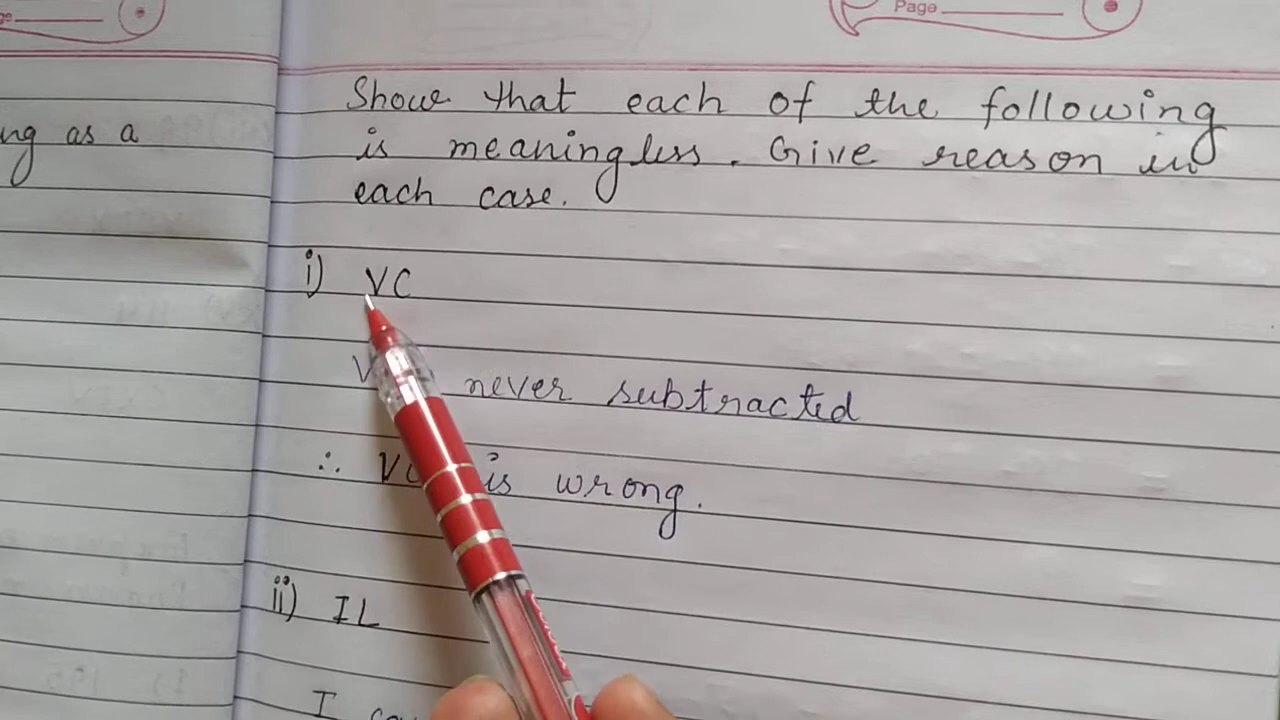 Page
ng as a
Show that each of the following
is meaningless. Give reason in
each case.
i) VC
V never subtracted
∴ VC is wrong.
ii) IL
I